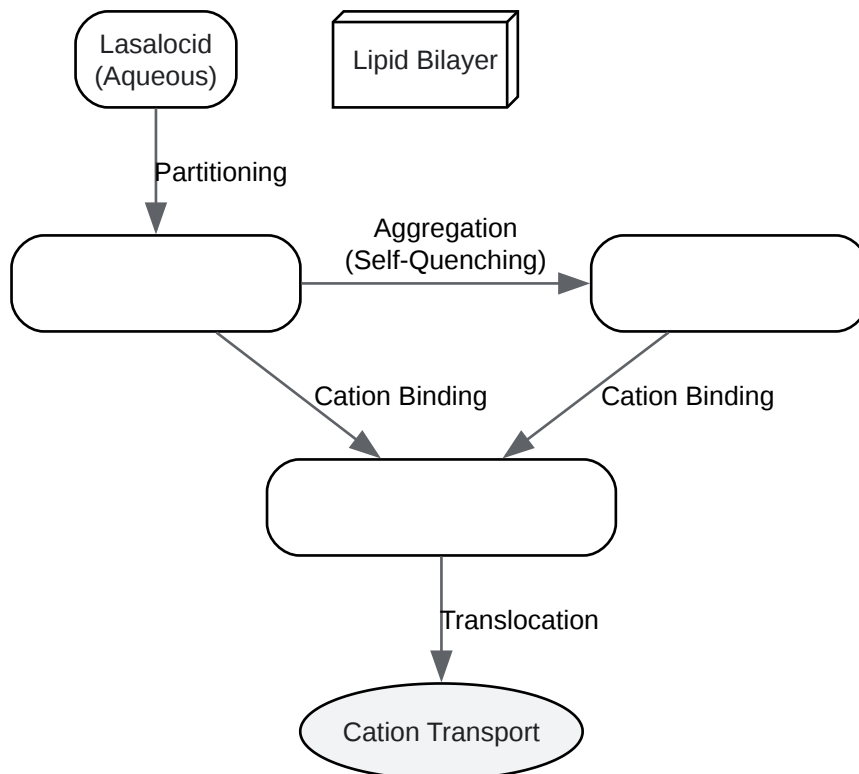 Lasalocid
(Aqueous)
Lipid Bilayer
Partitioning
Aggregation
(Self-Quenching)
Cation Binding
Cation Binding
Translocation
Cation Transport